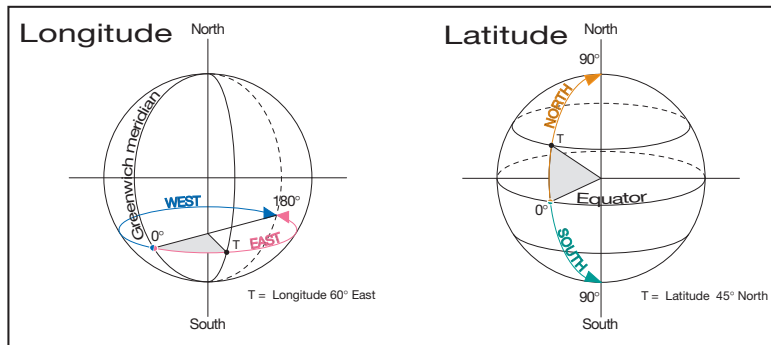 Longitude
North
Greenwich meridian
WEST
180°
0°
EAST
T
T = Longitude 60° East
South
Latitude
North
90°
NORTH
T
0°
Equator
SOUTH
90°
T = Latitude 45° North
South